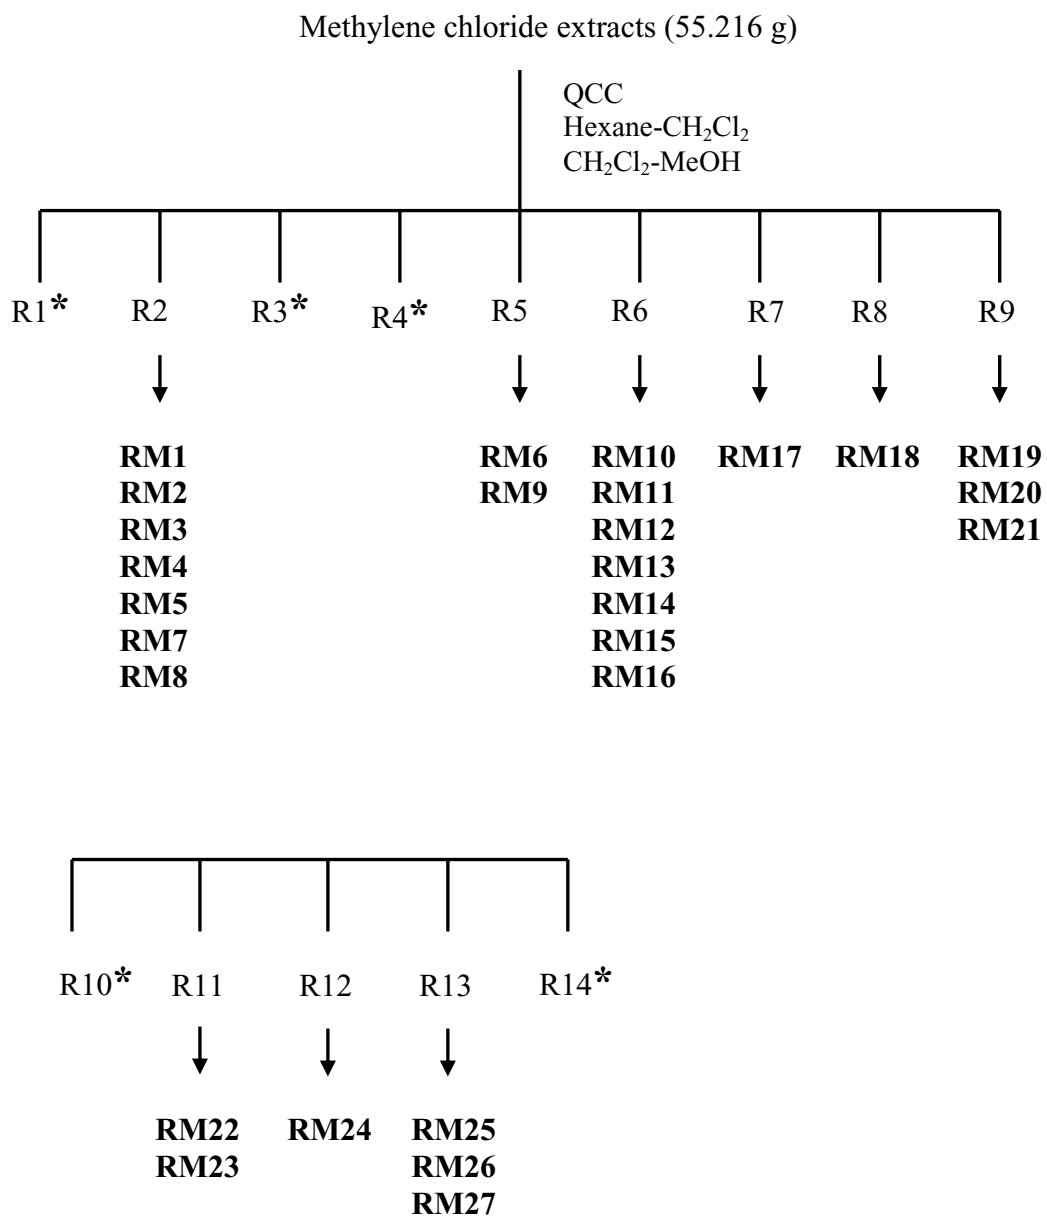 Methylene chloride extracts (55.216 g)
QCC
Hexane-CH₂Cl₂
CH₂Cl₂-MeOH
R1* R2 R3* R4* R5 R6 R7 R8 R9
RM1 RM6 RM10 RM17 RM18 RM19
RM2 RM9 RM11 RM20
RM3 RM12 RM21
RM4 RM13
RM5 RM14
RM7 RM15
RM8 RM16
R10* R11 R12 R13 R14*
RM22 RM24 RM25
RM23 RM26
RM27